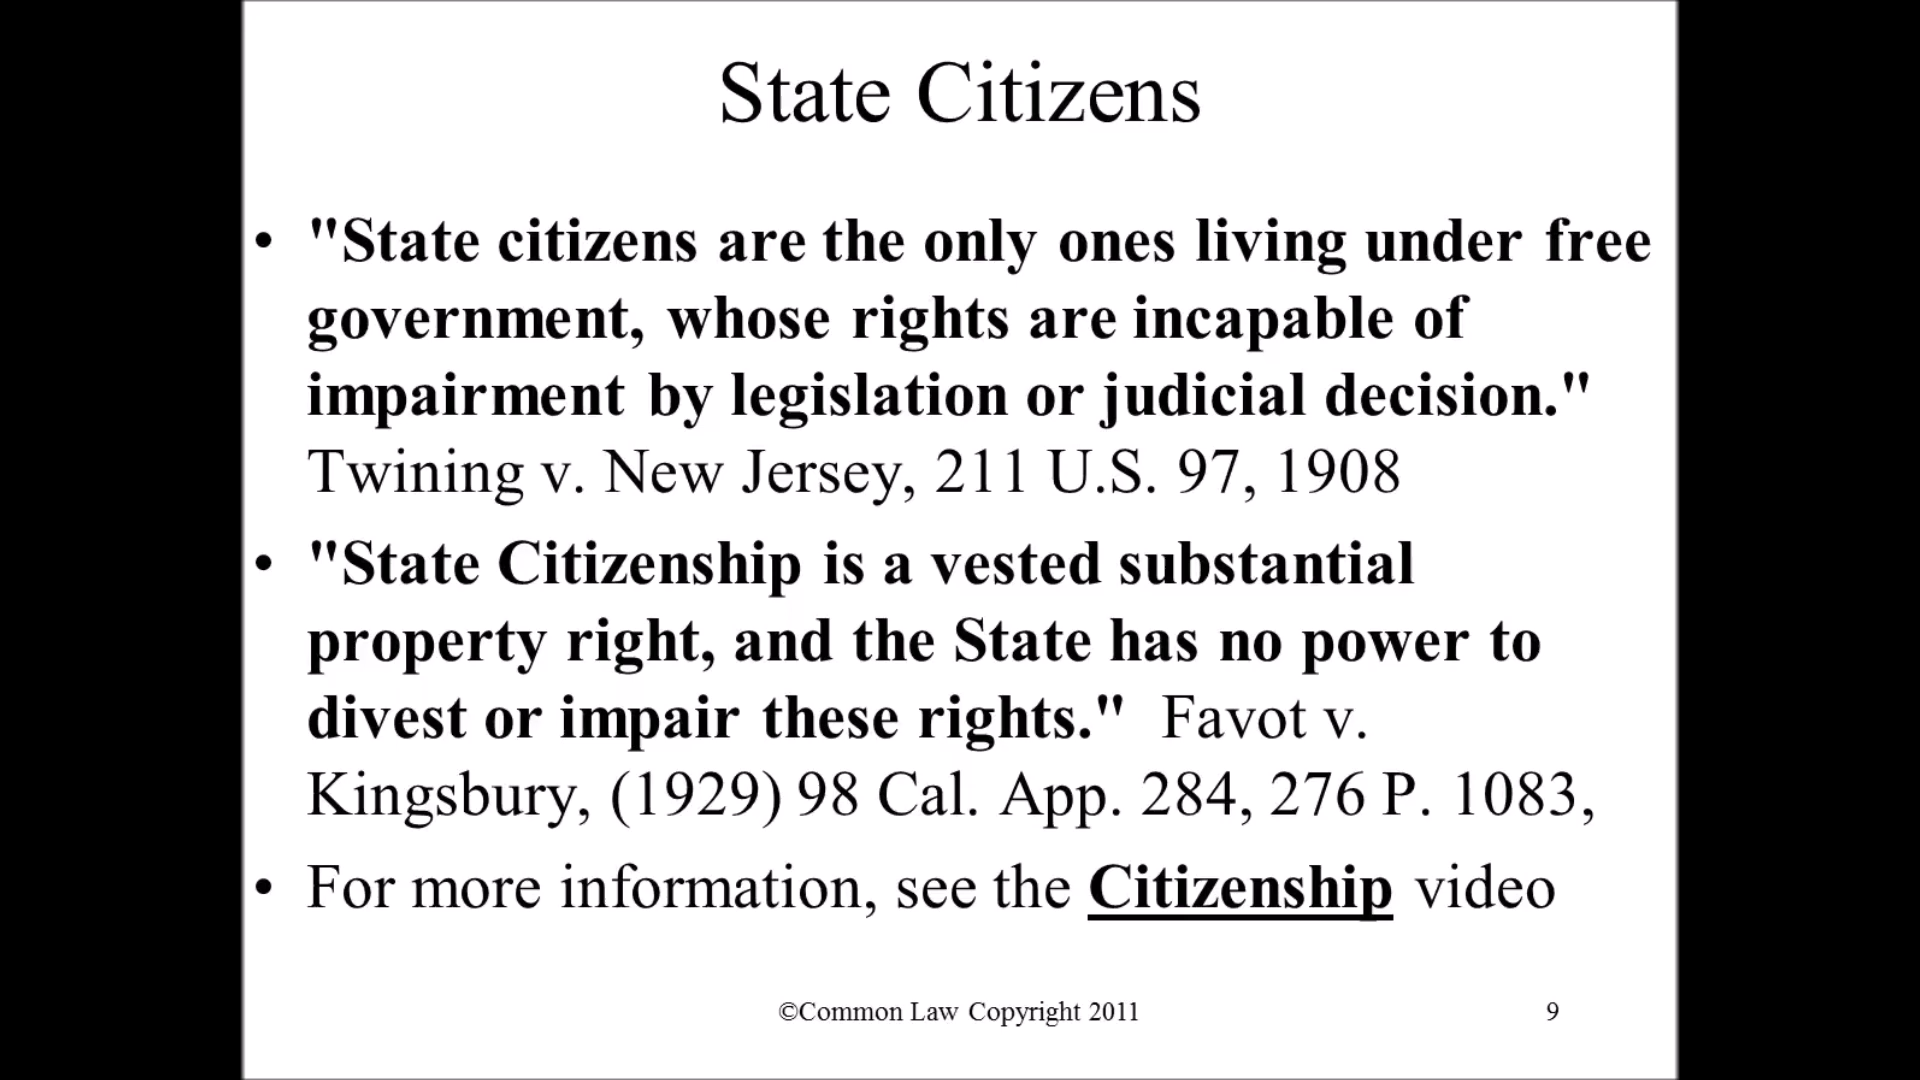 State Citizens
• "State citizens are the only ones living under free
government, whose rights are incapable of
impairment by legislation or judicial decision."
Twining v. New Jersey, 211 U.S. 97, 1908
• "State Citizenship is a vested substantial
property right, and the State has no power to
divest or impair these rights." Favot v.
Kingsbury, (1929) 98 Cal. App. 284, 276 P. 1083,
• For more information, see the Citizenship video
©Common Law Copyright 2011
9